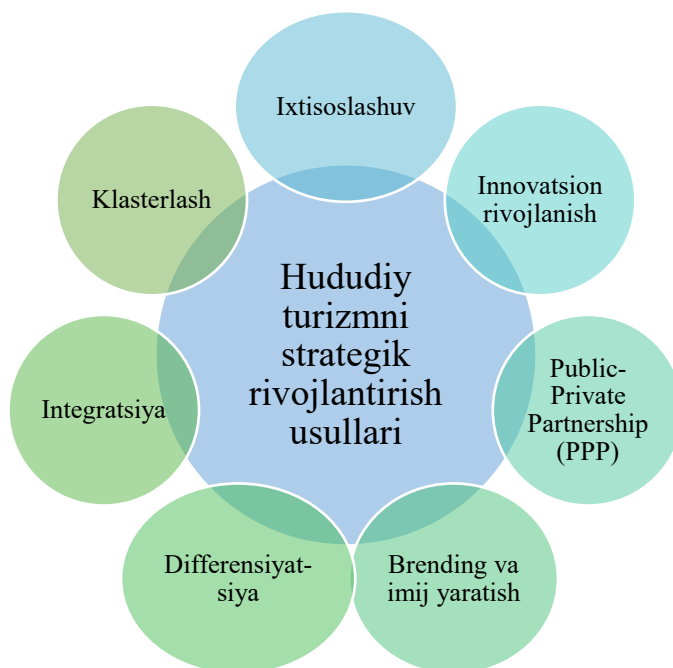 Ixtisoslashuv
Innovatsion
rivojlanish
Public-
Private
Partnership
(PPP)
Brending va
imij yaratish
Differensiyat-
siya
Integratsiya
Klasterlash
Hududiy
turizmni
strategik
rivojlantirish
usullari